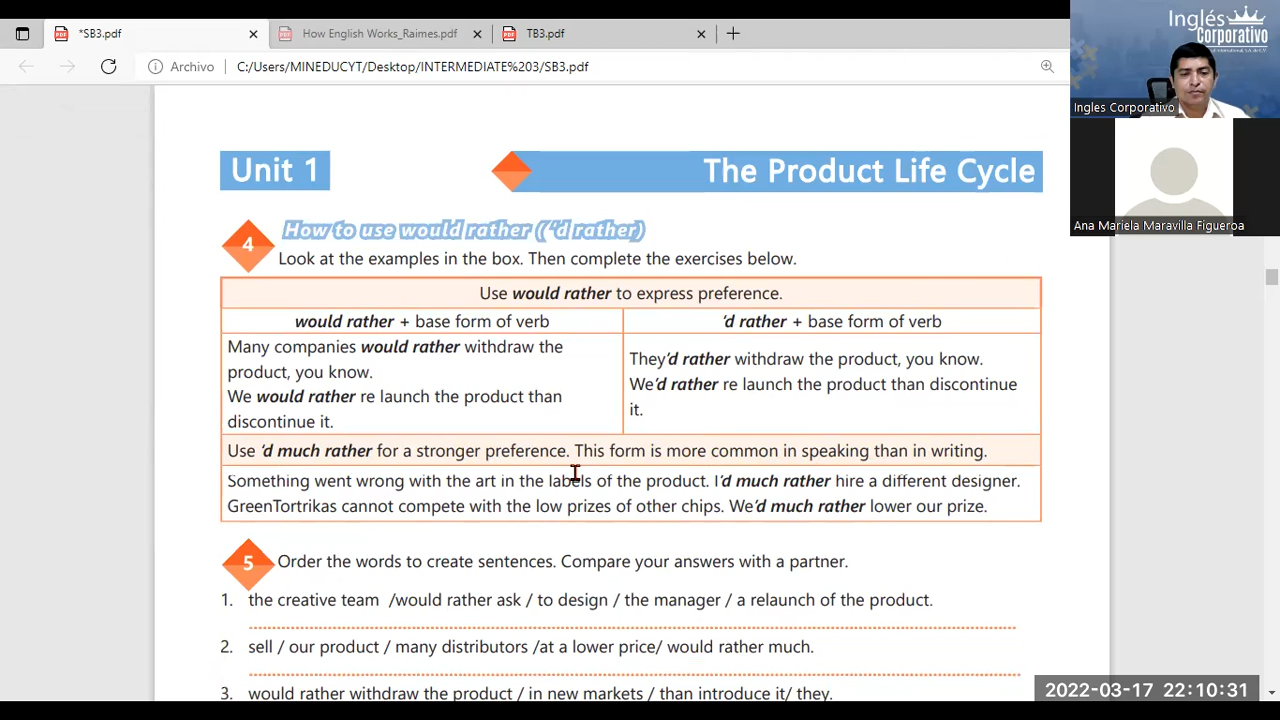 *SB3.pdf
How English Works_Raimes.pdf
TB3.pdf
Archivo
C:/Users/MINEDUCYT/Desktop/INTERMEDIATE%203/SB3.pdf
Inglés
Corporativo
Ingles Corporativo
Ana Mariela Maravilla Figueroa
Unit 1
The Product Life Cycle
4
How to use would rather (('d rather)
Look at the examples in the box. Then complete the exercises below.
Use would rather to express preference.
would rather + base form of verb
'd rather + base form of verb
Many companies would rather withdraw the
product, you know.
We would rather re launch the product than
discontinue it.
They'd rather withdraw the product, you know.
We'd rather re launch the product than discontinue
it.
Use 'd much rather for a stronger preference. This form is more common in speaking than in writing.
Something went wrong with the art in the labels of the product. I'd much rather hire a different designer.
GreenTortrikas cannot compete with the low prizes of other chips. We'd much rather lower our prize.
5
Order the words to create sentences. Compare your answers with a partner.
1. the creative team /would rather ask / to design / the manager / a relaunch of the product.
2. sell / our product / many distributors /at a lower price/ would rather much.
3. would rather withdraw the product / in new markets / than introduce it/ they.
2022-03-17 22:10:31